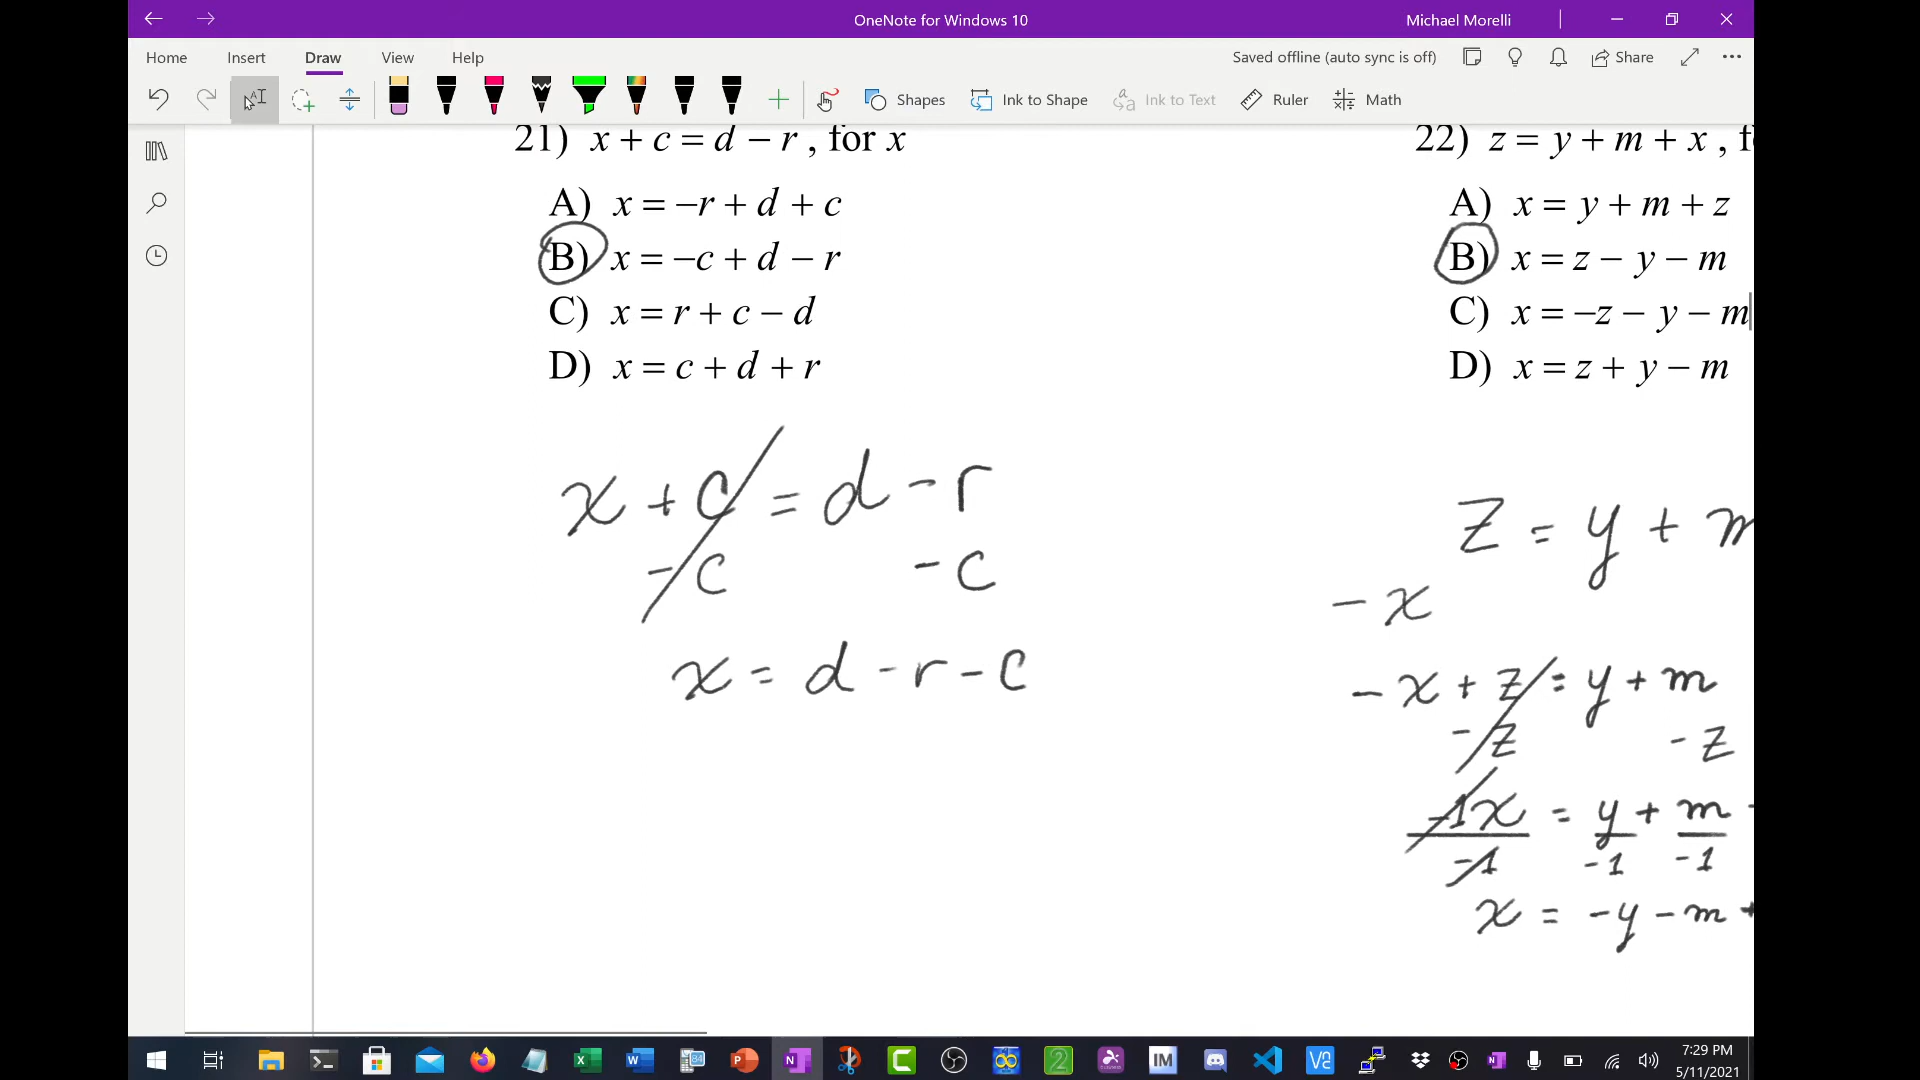 OneNote for Windows 10
Michael Morelli
Home Insert Draw View Help
Saved offline (auto sync is off) Share
Shapes Ink to Shape Ink to Text Ruler Math
21) x + c = d − r , for x
A) x = −r + d + c
B) x = −c + d − r
C) x = r + c − d
D) x = c + d + r
x + c = d - r
- c - c
x = d - r - c
22) z = y + m + x ,
A) x = y + m + z
B) x = z − y − m
C) x = −z − y − m
D) x = z + y − m
z = y + m
- x
- x + z = y + m
- z - z
-1x = y + m -
-1 -1 -1
x = -y - m +
7:29 PM
5/11/2021